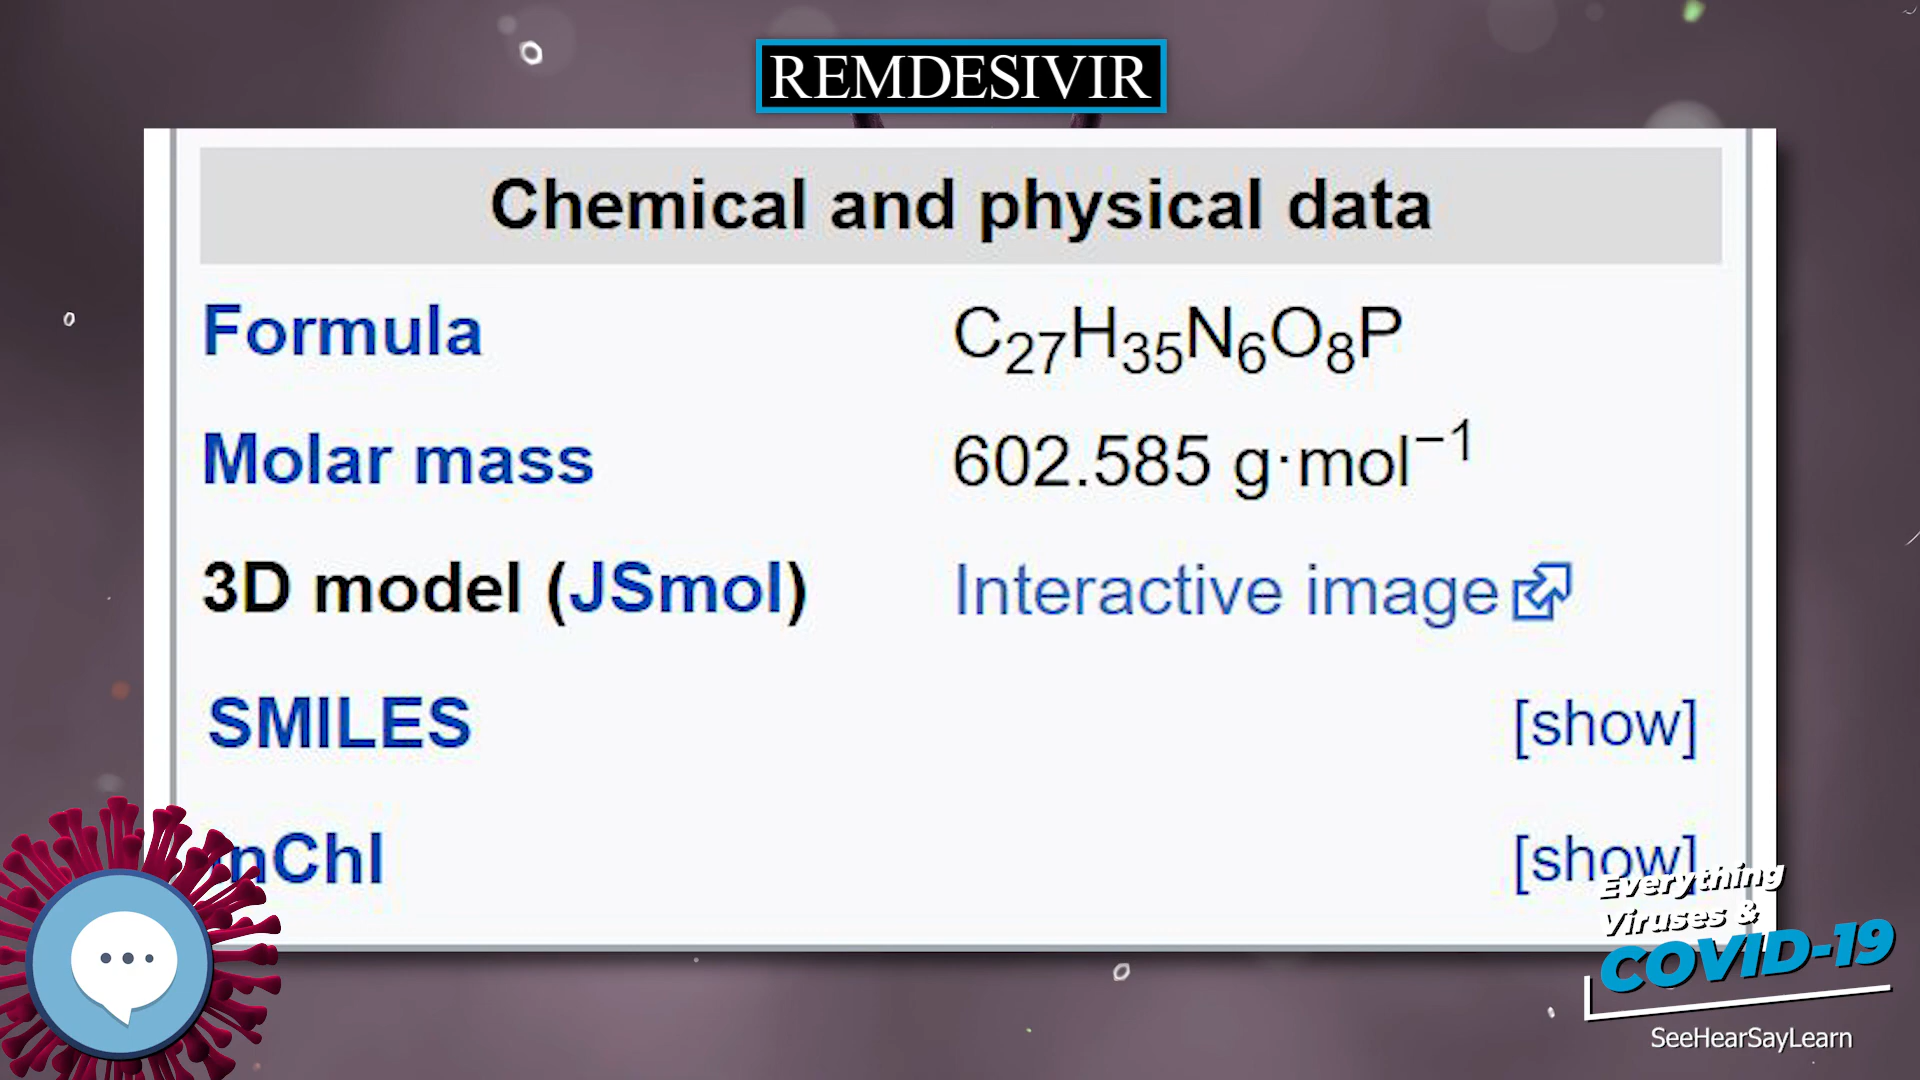 REMDESIVIR
Chemical and physical data
Formula C₂₇H₃₅N₆O₈P
Molar mass 602.585 g·mol⁻¹
3D model (JSmol) Interactive image
SMILES [show]
InChI [show]
Everything
Viruses &
COVID-19
SeeHearSayLearn